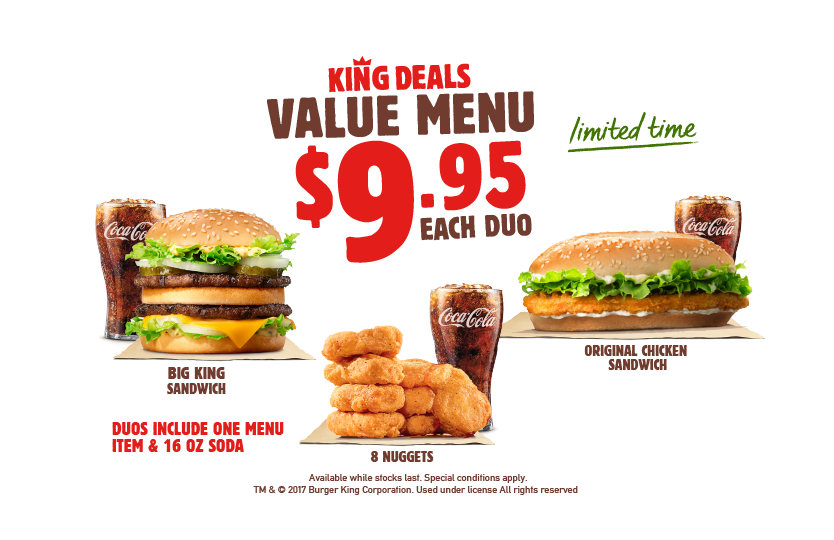 KING DEALS
VALUE MENU
$9.95
EACH DUO
limited time
Coca-Cola
Coca-Cola
Coca-Cola
BIG KING
SANDWICH
ORIGINAL CHICKEN
SANDWICH
DUOS INCLUDE ONE MENU
ITEM & 16 OZ SODA
8 NUGGETS
Available while stocks last. Special conditions apply.
TM & © 2017 Burger King Corporation. Used under license All rights reserved